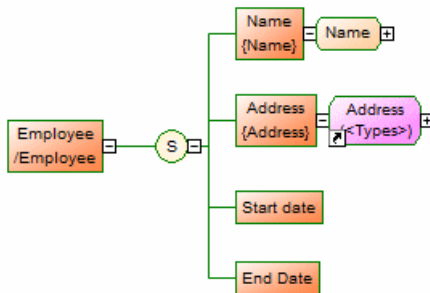 Name
{Name}
Name
Address
{Address}
Address
(<Types>)
Employee
/Employee
S
Start date
End Date